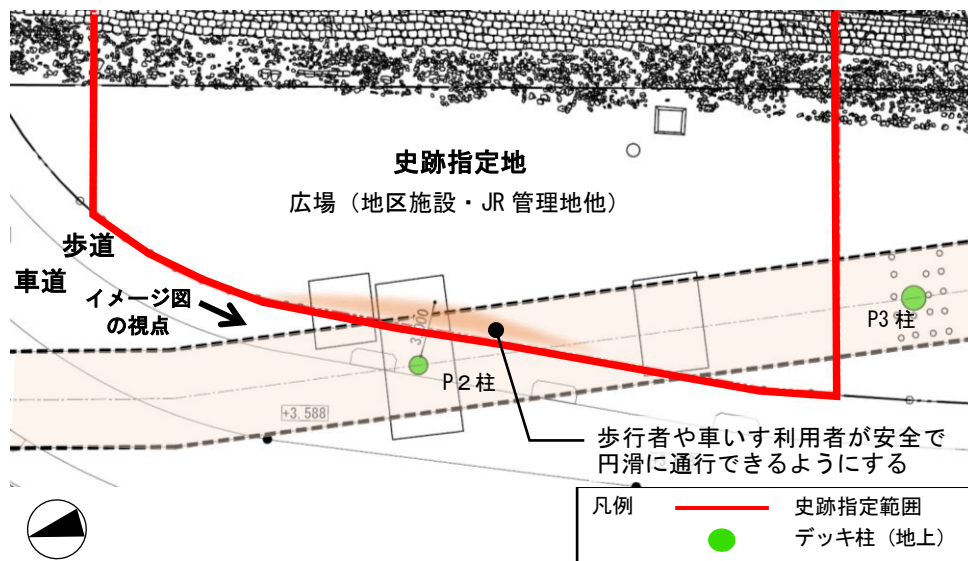 史跡指定地
広場（地区施設・JR 管理地他）
歩道
車道
イメージ図
の視点
3,000
P2柱
P3 柱
+3.588
歩行者や車いす利用者が安全で
円滑に通行できるようにする
凡例
史跡指定範囲
デッキ柱（地上）